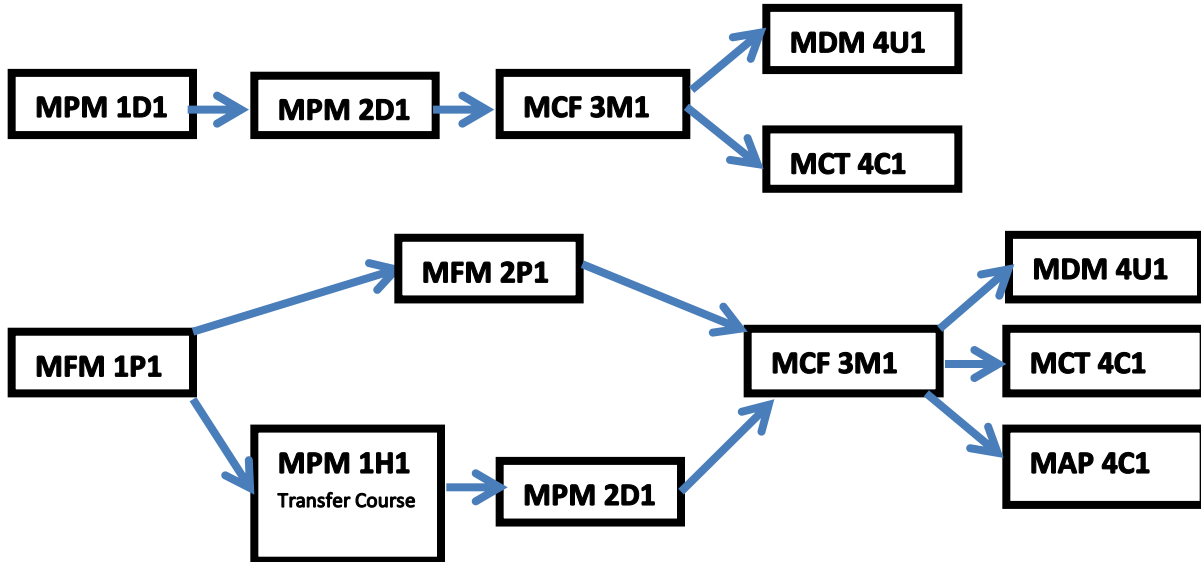 MPM 1D1
MPM 2D1
MCF 3M1
MDM 4U1
MCT 4C1
MFM 1P1
MFM 2P1
MPM 1H1
Transfer Course
MPM 2D1
MCF 3M1
MDM 4U1
MCT 4C1
MAP 4C1